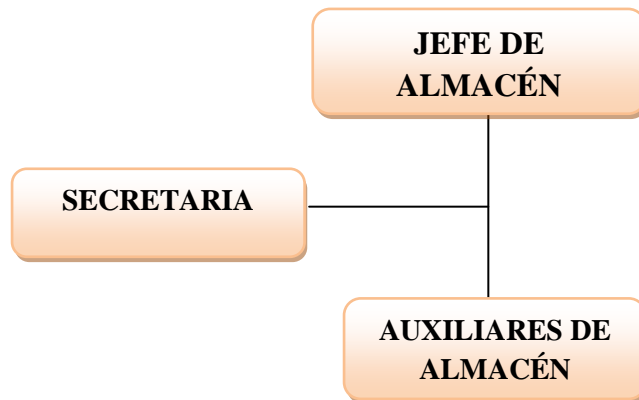 JEFE DE
ALMACÉN
SECRETARIA
AUXILIARES DE
ALMACÉN